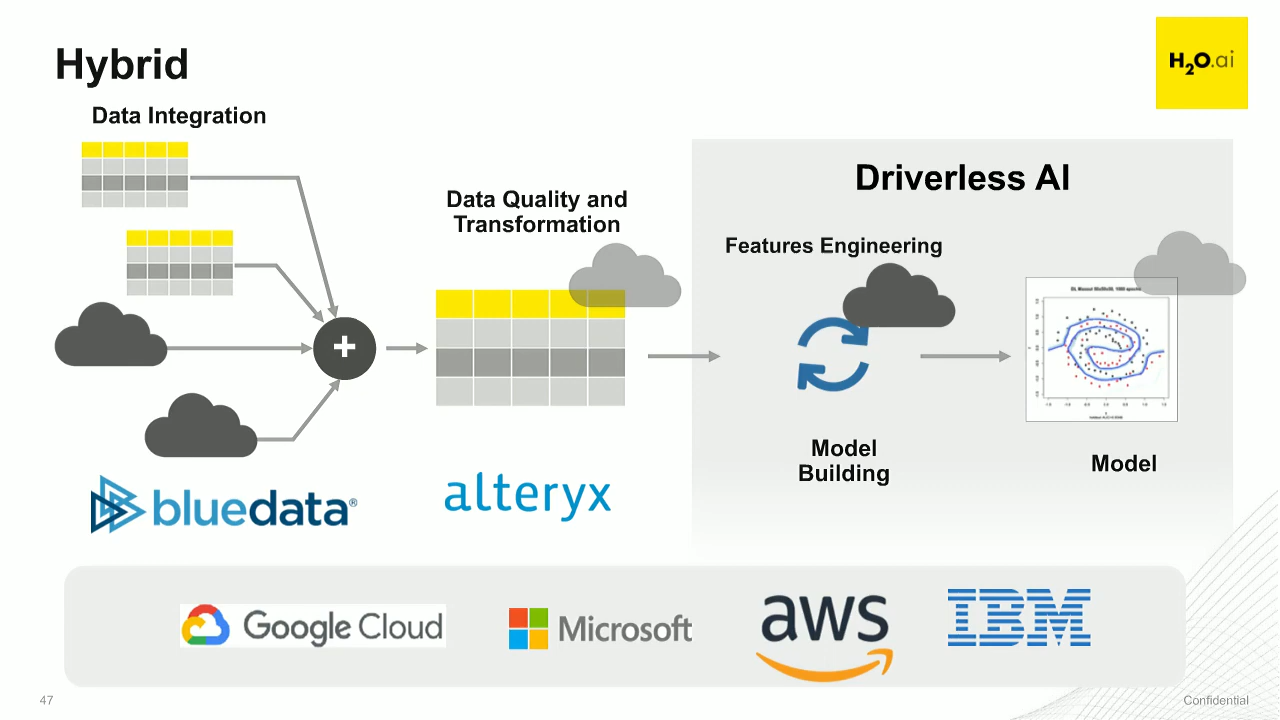 Hybrid
H2O.ai
Data Integration
Driverless AI
Data Quality and
Transformation
Features Engineering
+
Model
Building
Model
bluedata®
alteryx
Google Cloud
Microsoft
aws
IBM
47
Confidential